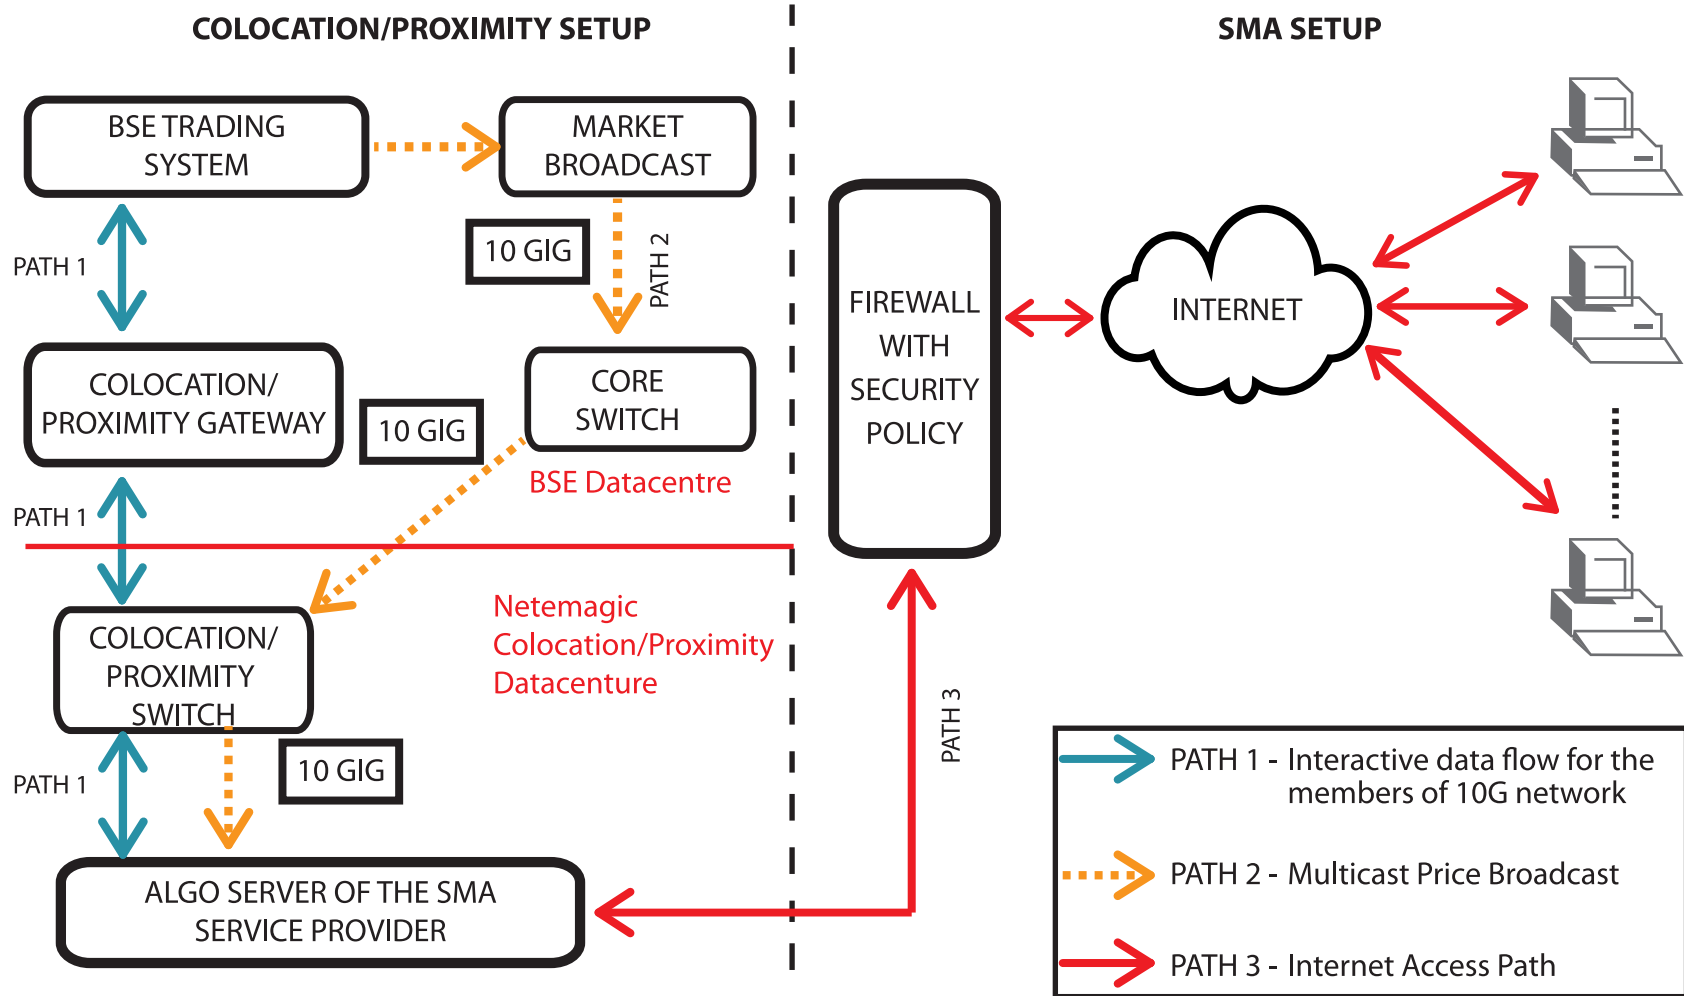 COLOCATION/PROXIMITY SETUP
SMA SETUP
BSE TRADING
SYSTEM
MARKET
BROADCAST
PATH 1
10 GIG
PATH 2
COLOCATION/
PROXIMITY GATEWAY
10 GIG
CORE
SWITCH
BSE Datacentre
PATH 1
COLOCATION/
PROXIMITY
SWITCH
Netemagic
Colocation/Proximity
Datacenture
PATH 1
10 GIG
ALGO SERVER OF THE SMA
SERVICE PROVIDER
FIREWALL
WITH
SECURITY
POLICY
INTERNET
PATH 3
PATH 1 - Interactive data flow for the
members of 10G network
PATH 2 - Multicast Price Broadcast
PATH 3 - Internet Access Path